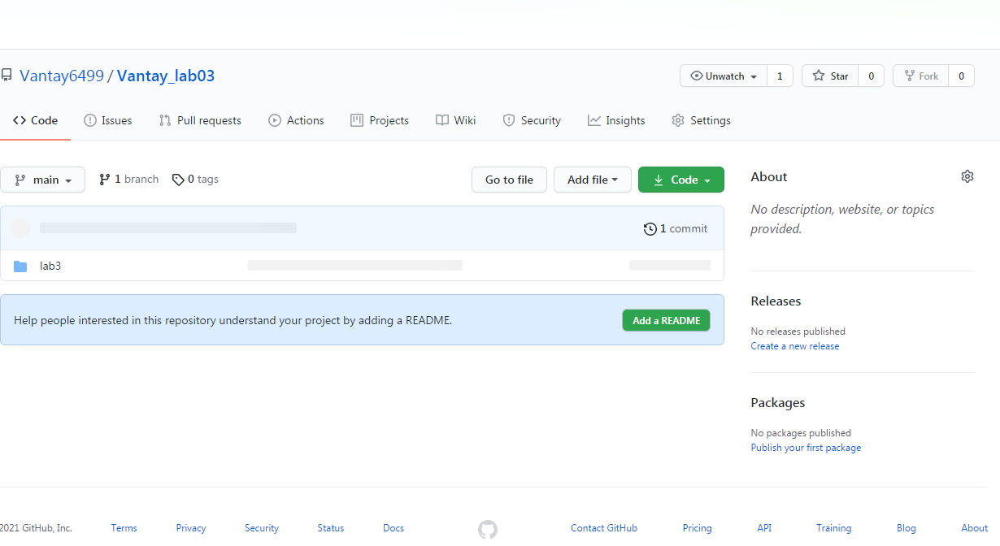 Vantay6499 / Vantay_lab03
Unwatch 1 Star 0 Fork 0
Code Issues Pull requests Actions Projects Wiki Security Insights Settings
main 1 branch 0 tags Go to file Add file Code
1 commit
lab3
Help people interested in this repository understand your project by adding a README. Add a README
About
No description, website, or topics
provided.
Releases
No releases published
Create a new release
Packages
No packages published
Publish your first package
2021 GitHub, Inc. Terms Privacy Security Status Docs Contact GitHub Pricing API Training Blog About